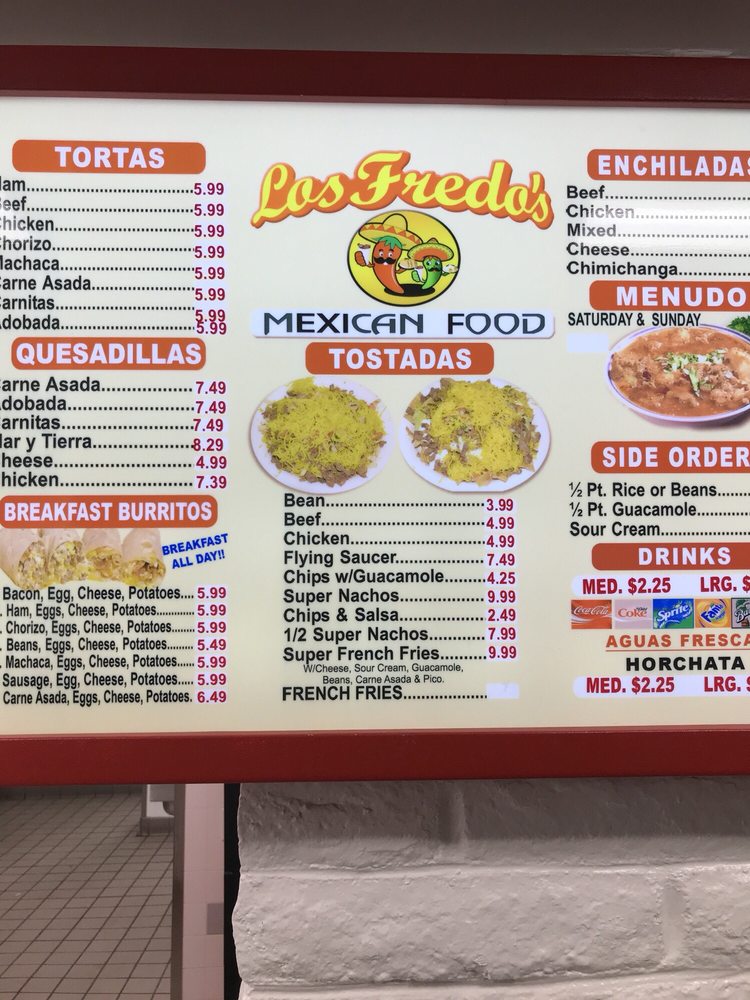 TORTAS
Ham 5.99
Beef 5.99
Chicken 5.99
Chorizo 5.99
Machaca 5.99
Carne Asada 5.99
Carnitas 5.99
Adobada 5.99
QUESADILLAS
Carne Asada 7.49
Adobada 7.49
Carnitas 7.49
Mar y Tierra 8.29
Cheese 4.99
Chicken 7.39
BREAKFAST BURRITOS
BREAKFAST
ALL DAY!!
Bacon, Egg, Cheese, Potatoes 5.99
Ham, Eggs, Cheese, Potatoes 5.99
Chorizo, Eggs, Cheese, Potatoes 5.99
Beans, Eggs, Cheese, Potatoes 5.49
Machaca, Eggs, Cheese, Potatoes 5.99
Sausage, Egg, Cheese, Potatoes 5.99
Carne Asada, Eggs, Cheese, Potatoes. 6.49
Los Fredo's
MEXICAN FOOD
TOSTADAS
Bean 3.99
Beef 4.99
Chicken 4.99
Flying Saucer 7.49
Chips w/Guacamole 4.25
Super Nachos 9.99
Chips & Salsa 2.49
1/2 Super Nachos 7.99
Super French Fries 9.99
W/Cheese, Sour Cream, Guacamole,
Beans, Carne Asada & Pico.
FRENCH FRIES
ENCHILADAS
Beef
Chicken
Mixed
Cheese
Chimichanga
MENUDO
SATURDAY & SUNDAY
SIDE ORDER
½ Pt. Rice or Beans
½ Pt. Guacamole
Sour Cream
DRINKS
MED. $2.25 LRG. $
Coca-Cola Coke Sprite Fanta
AGUAS FRESCA
HORCHATA
MED. $2.25 LRG. $